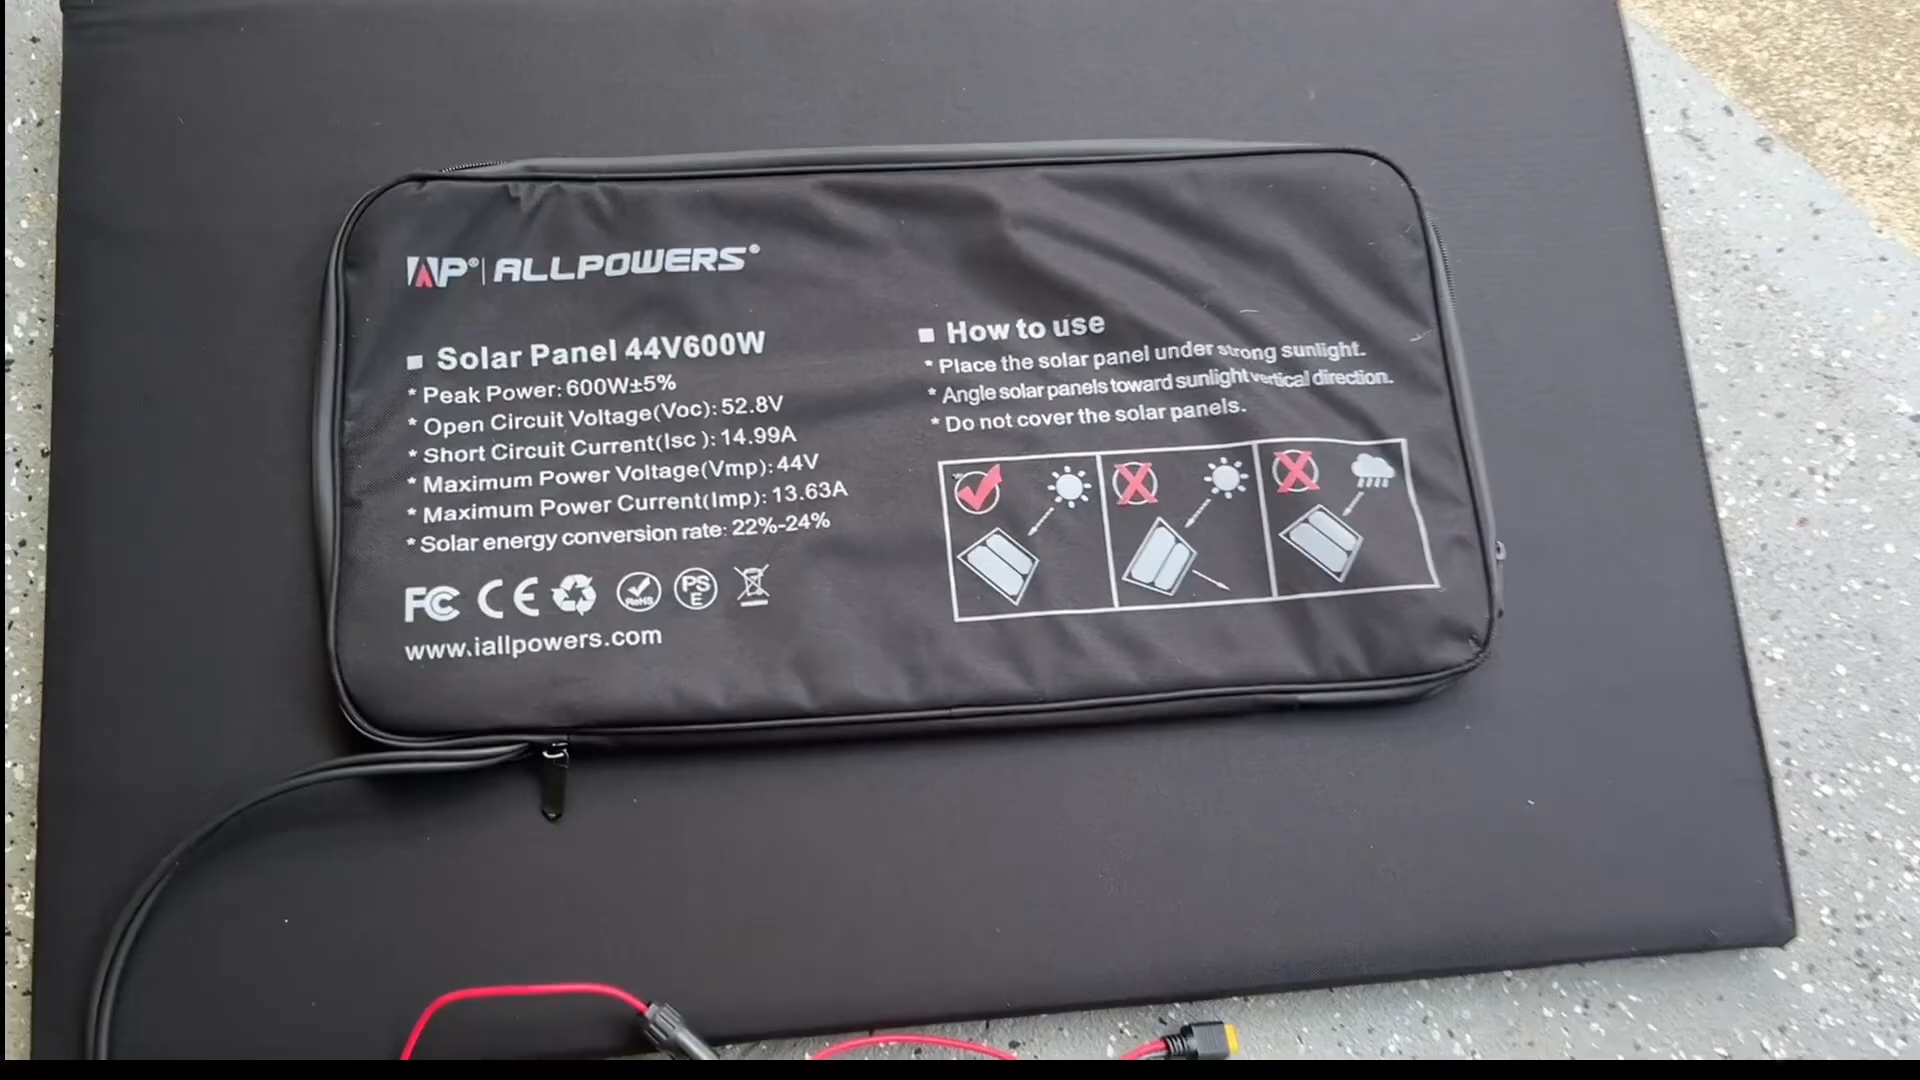 AP® | ALLPOWERS®
■ Solar Panel 44V600W
* Peak Power: 600W±5%
* Open Circuit Voltage(Voc): 52.8V
* Short Circuit Current(Isc ): 14.99A
* Maximum Power Voltage(Vmp): 44V
* Maximum Power Current(Imp): 13.63A
* Solar energy conversion rate: 22%-24%
FC CE RoHS PSE
www.iallpowers.com
■ How to use
* Place the solar panel under strong sunlight.
* Angle solar panels toward sunlight vertical direction.
* Do not cover the solar panels.